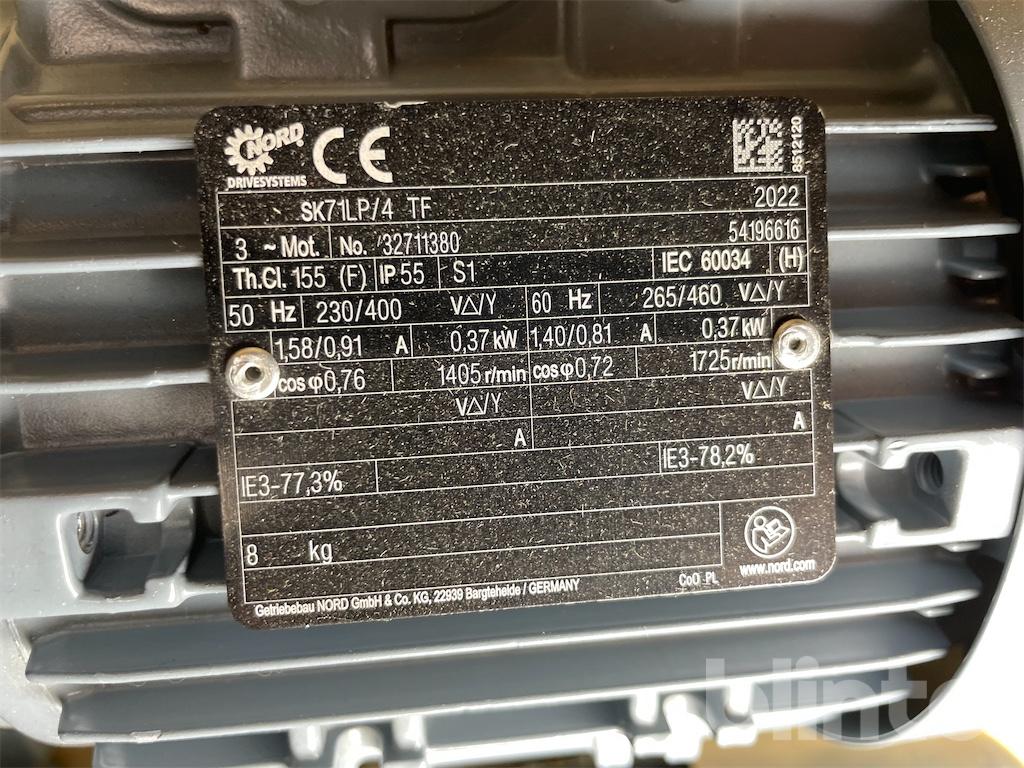 NORD
DRIVESYSTEMS
CE
8512120
SK71LP/4 TF 2022
3 ~ Mot. No. 32711380 54196616
Th.Cl. 155 (F) IP 55 S1 IEC 60034 (H)
50 Hz 230/400 V△/Y 60 Hz 265/460 V△/Y
1,58/0,91 A 0,37 kW 1,40/0,81 A 0,37 kW
cos φ 0,76 1405 r/min cos φ 0,72 1725 r/min
V△/Y V△/Y
A A
IE3-77,3% IE3-78,2%
8 kg
www.nord.com
Getriebebau NORD GmbH & Co. KG, 22939 Bargteheide / GERMANY CoO PL
blinto